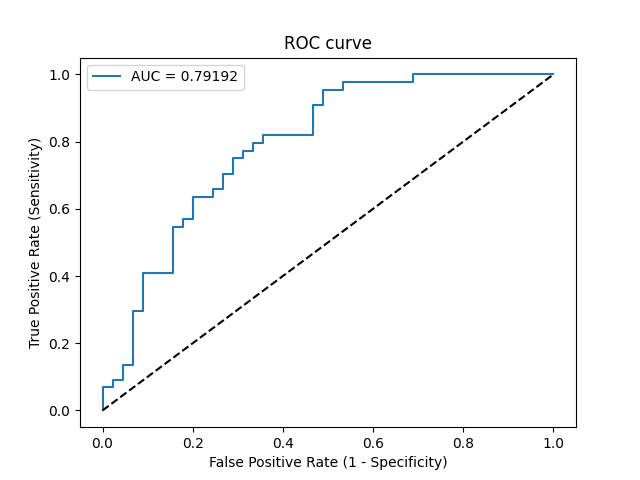 ROC curve
AUC = 0.79192
True Positive Rate (Sensitivity)
1.0
0.8
0.6
0.4
0.2
0.0
0.0 0.2 0.4 0.6 0.8 1.0
False Positive Rate (1 - Specificity)